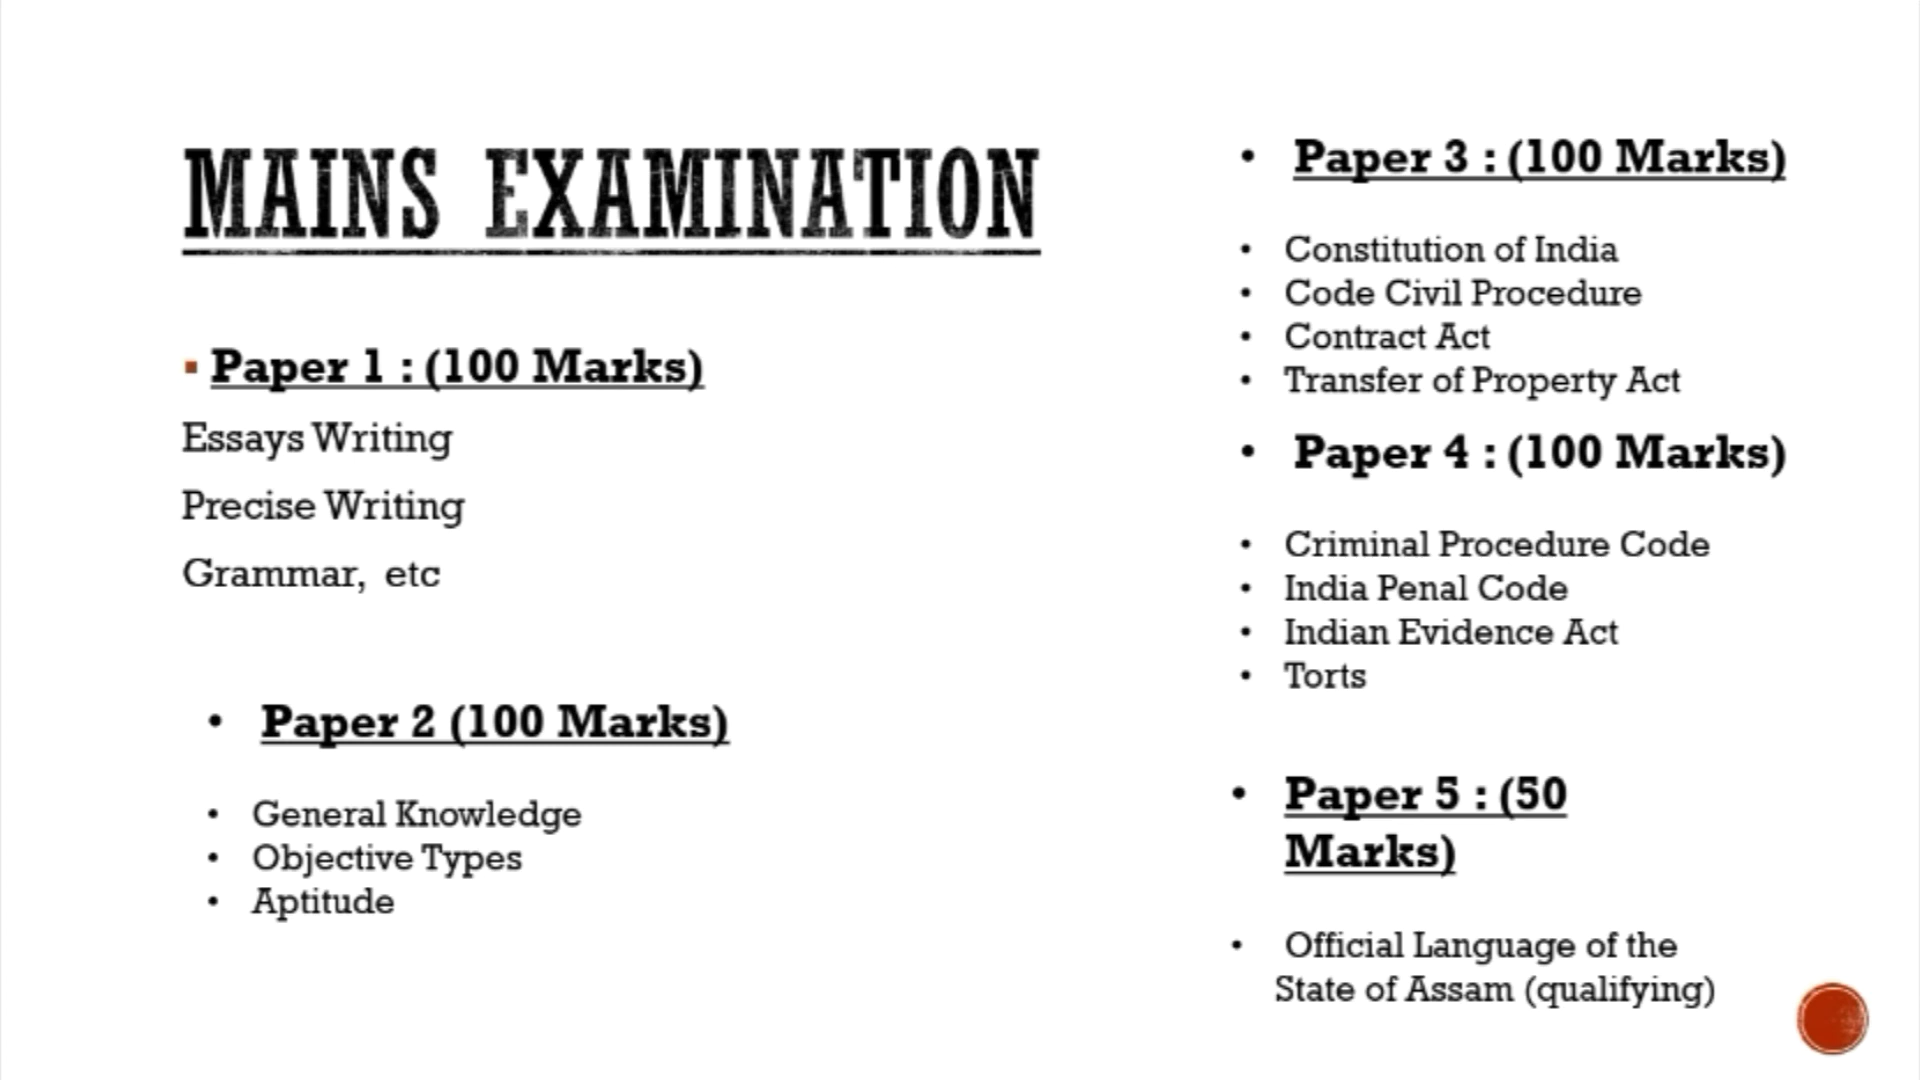 MAINS EXAMINATION
▪ Paper 1 : (100 Marks)
Essays Writing
Precise Writing
Grammar, etc
• Paper 2 (100 Marks)
• General Knowledge
• Objective Types
• Aptitude
• Paper 3 : (100 Marks)
• Constitution of India
• Code Civil Procedure
• Contract Act
• Transfer of Property Act
• Paper 4 : (100 Marks)
• Criminal Procedure Code
• India Penal Code
• Indian Evidence Act
• Torts
• Paper 5 : (50
Marks)
• Official Language of the
State of Assam (qualifying)